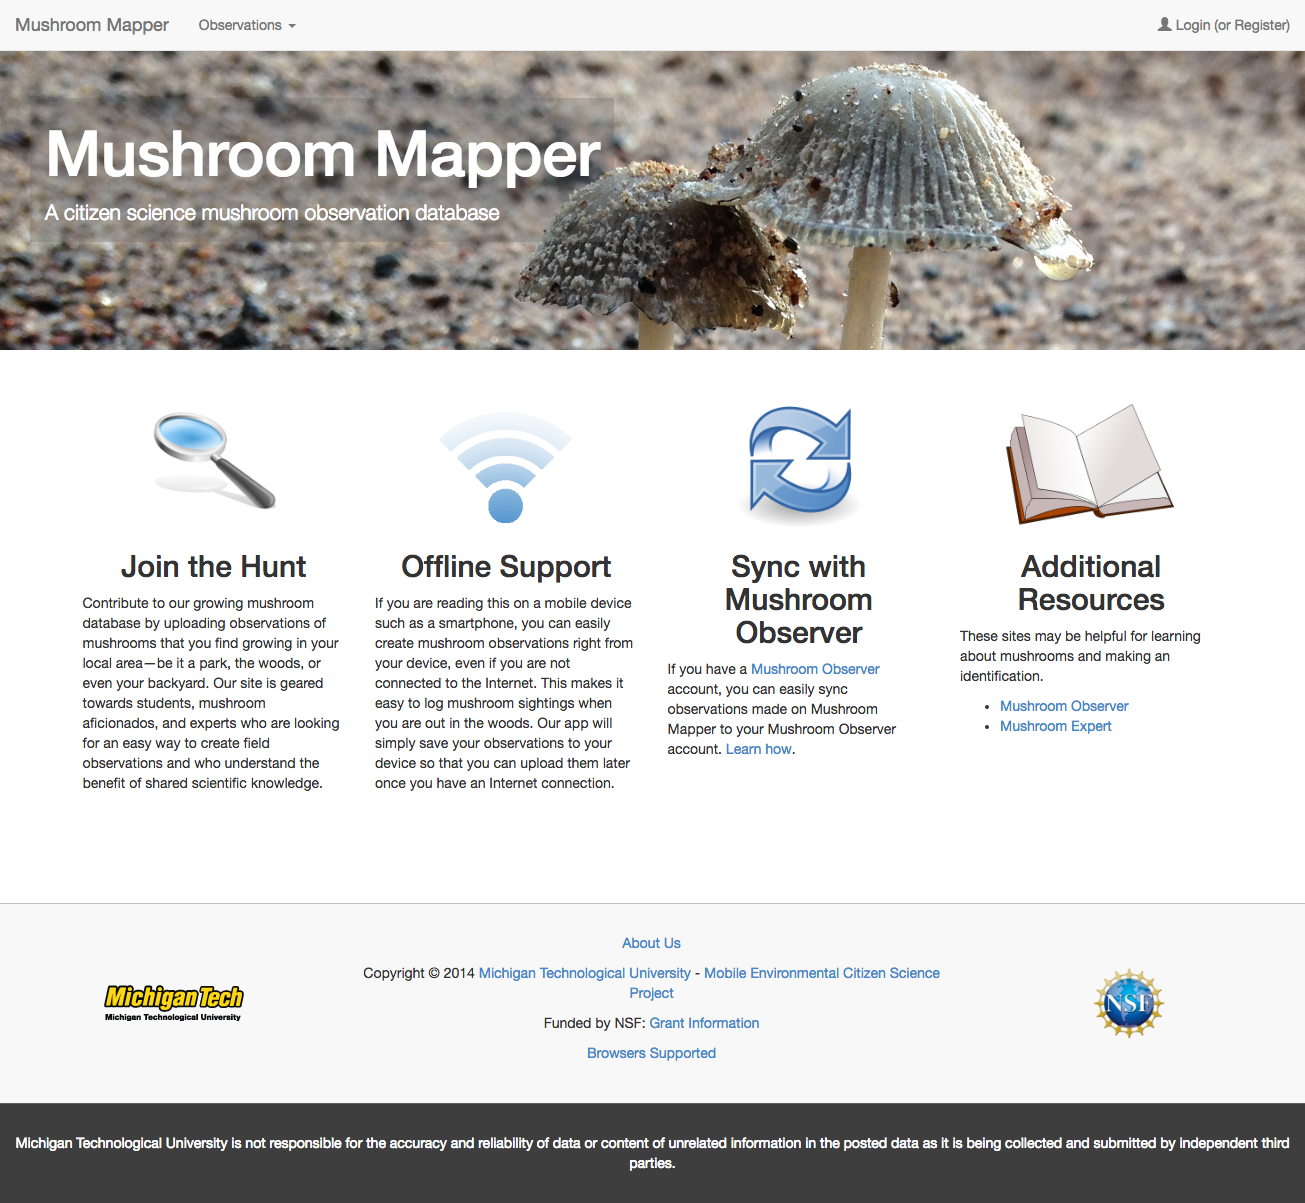 Mushroom Mapper
Observations
Login (or Register)
Mushroom Mapper
A citizen science mushroom observation database
Join the Hunt
Contribute to our growing mushroom
database by uploading observations of
mushrooms that you find growing in your
local area—be it a park, the woods, or
even your backyard. Our site is geared
towards students, mushroom
aficionados, and experts who are looking
for an easy way to create field
observations and who understand the
benefit of shared scientific knowledge.
Offline Support
If you are reading this on a mobile device
such as a smartphone, you can easily
create mushroom observations right from
your device, even if you are not
connected to the Internet. This makes it
easy to log mushroom sightings when
you are out in the woods. Our app will
simply save your observations to your
device so that you can upload them later
once you have an Internet connection.
Sync with
Mushroom
Observer
If you have a Mushroom Observer
account, you can easily sync
observations made on Mushroom
Mapper to your Mushroom Observer
account. Learn how.
Additional
Resources
These sites may be helpful for learning
about mushrooms and making an
identification.
• Mushroom Observer
• Mushroom Expert
MichiganTech
Michigan Technological University
About Us
Copyright © 2014 Michigan Technological University - Mobile Environmental Citizen Science
Project
Funded by NSF: Grant Information
Browsers Supported
NSF
Michigan Technological University is not responsible for the accuracy and reliability of data or content of unrelated information in the posted data as it is being collected and submitted by independent third
parties.